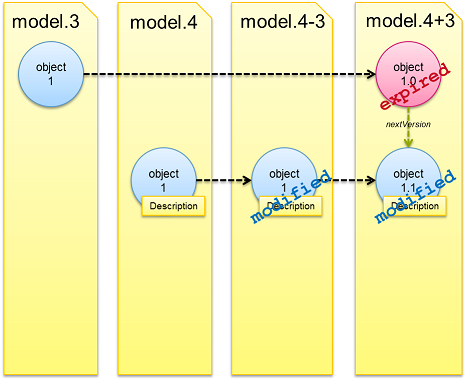 model.3
model.4
model.4-3
model.4+3
object
1
object
1.0
expired
nextVersion
object
1
Description
object
1
modified
Description
object
1.1
modified
Description